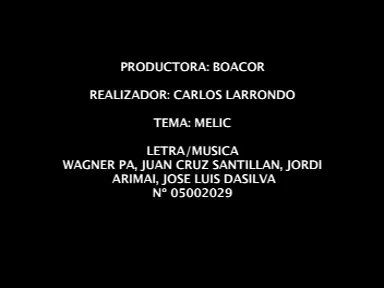 PRODUCTORA: BOACOR
REALIZADOR: CARLOS LARRONDO
TEMA: MELIC
LETRA/MUSICA
WAGNER PA, JUAN CRUZ SANTILLAN, JORDI
ARIMAI, JOSE LUIS DASILVA
Nº 05002029